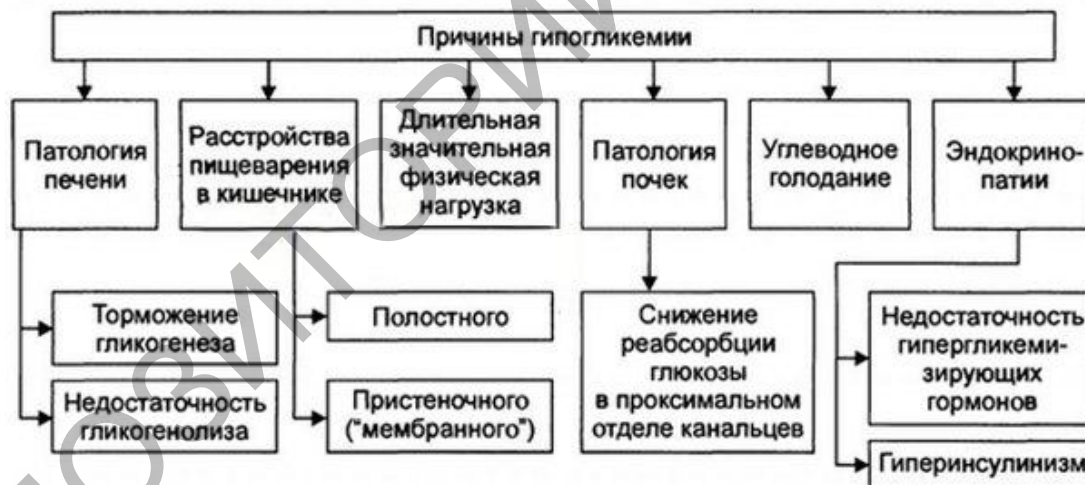 Причины гипогликемии
Патология
печени
Расстройства
пищеварения
в кишечнике
Длительная
значительная
физическая
нагрузка
Патология
почек
Углеводное
голодание
Эндокрино-
патии
Торможение
гликогенеза
Недостаточность
гликогенолиза
Полостного
Пристеночного
("мембранного")
Снижение
реабсорбции
глюкозы
в проксимальном
отделе канальцев
Недостаточность
гипергликеми-
зирующих
гормонов
Гиперинсулинизм